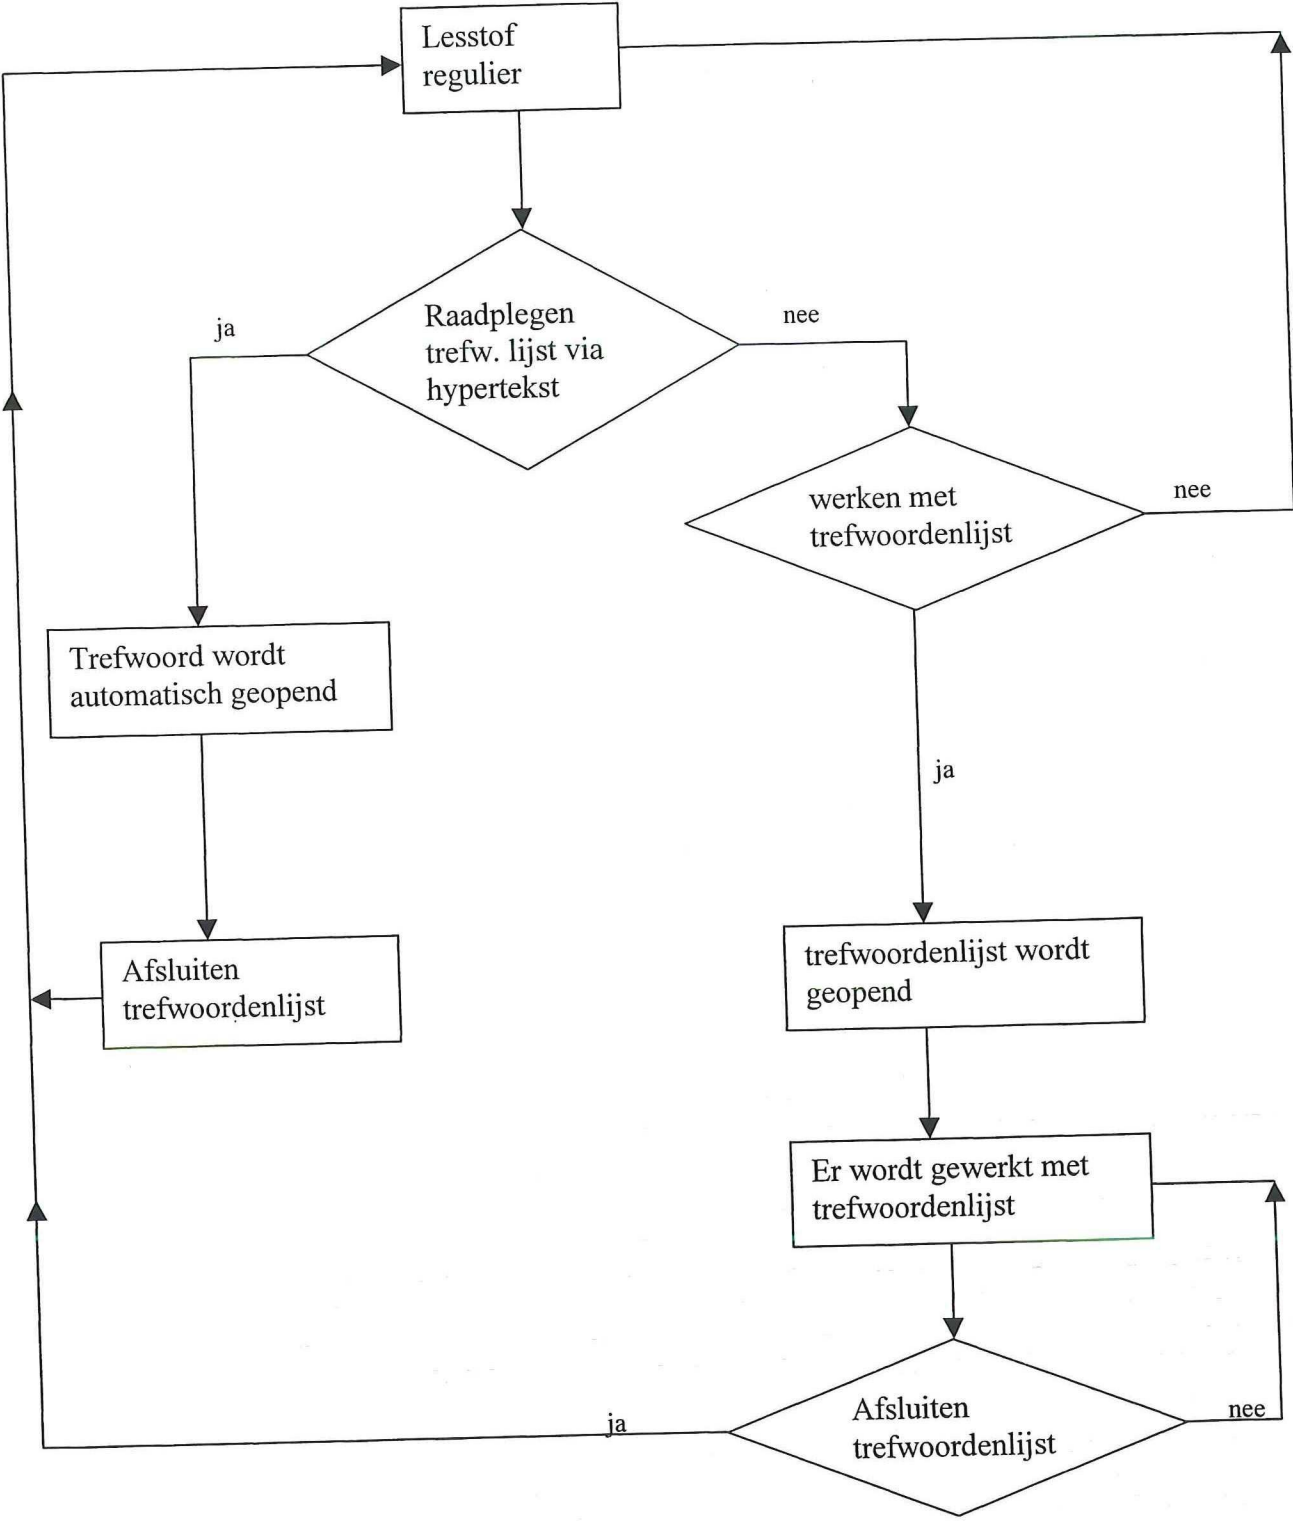 Lesstof
regulier
Raadplegen
trefw. lijst via
hypertekst
ja
nee
werken met
trefwoordenlijst
nee
Trefwoord wordt
automatisch geopend
ja
Afsluiten
trefwoordenlijst
trefwoordenlijst wordt
geopend
Er wordt gewerkt met
trefwoordenlijst
Afsluiten
trefwoordenlijst
ja
nee